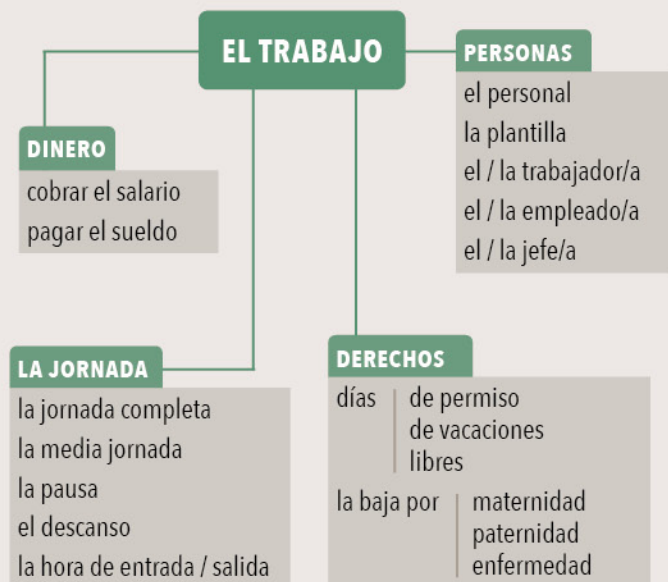 EL TRABAJO
DINERO
cobrar el salario
pagar el sueldo
PERSONAS
el personal
la plantilla
el / la trabajador/a
el / la empleado/a
el / la jefe/a
LA JORNADA
la jornada completa
la media jornada
la pausa
el descanso
la hora de entrada / salida
DERECHOS
días de permiso
de vacaciones
libres
la baja por maternidad
paternidad
enfermedad